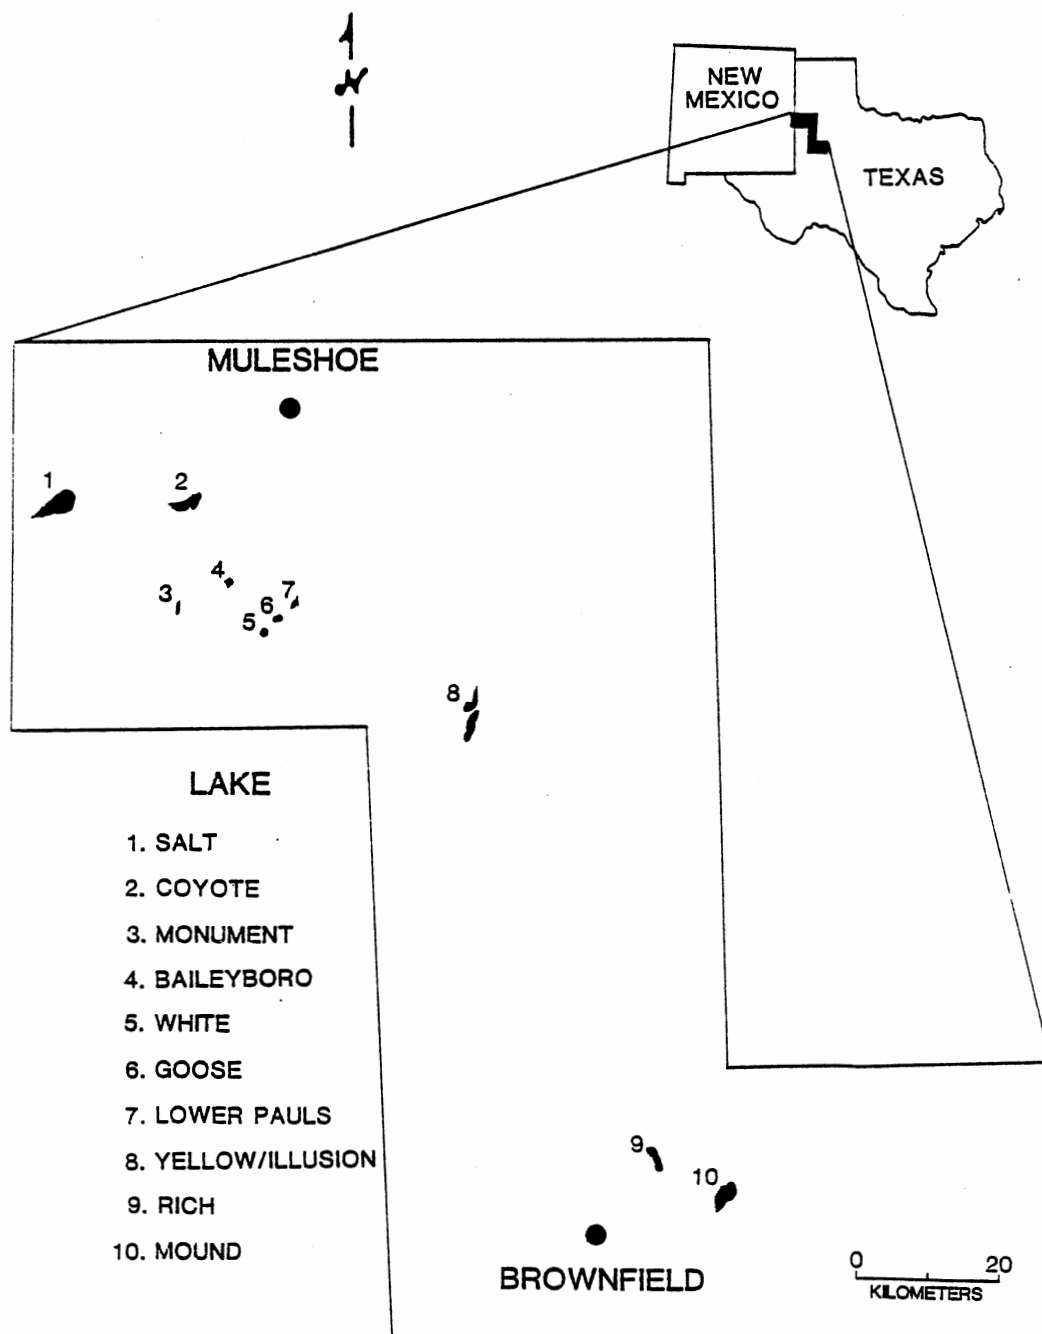 N
NEW
MEXICO
TEXAS
MULESHOE
1
2
3
4
5
6
7
8
LAKE
1. SALT
2. COYOTE
3. MONUMENT
4. BAILEYBORO
5. WHITE
6. GOOSE
7. LOWER PAULS
8. YELLOW/ILLUSION
9. RICH
10. MOUND
9
10
BROWNFIELD
0 20
KILOMETERS